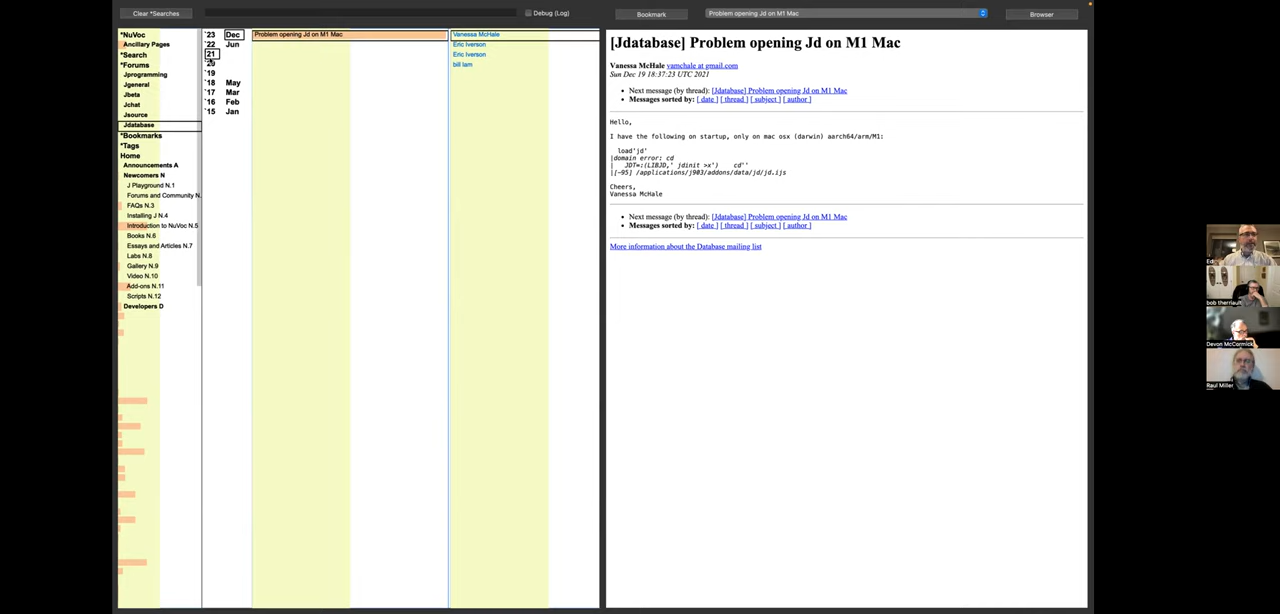 Clear *Searches
Debug (Log)
Bookmark
Problem opening Jd on M1 Mac
Browser
*NuVoc
Ancillary Pages
*Search
*Forums
Jprogramming
Jgeneral
Jbeta
Jchat
Jsource
Jdatabase
*Bookmarks
*Tags
Home
Announcements A
Newcomers N
J Playground N.1
Forums and Community N.
FAQs N.3
Installing J N.4
Introduction to NuVoc N.5
Books N.6
Essays and Articles N.7
Labs N.8
Gallery N.9
Video N.10
Add-ons N.11
Scripts N.12
Developers D
'23 Dec
'22 Jun
'21
'20
'19
'18 May
'17 Mar
'16 Feb
'15 Jan
Problem opening Jd on M1 Mac
Vanessa McHale
Eric Iverson
Eric Iverson
bill lam
[Jdatabase] Problem opening Jd on M1 Mac
Vanessa McHale vamchale at gmail.com
Sun Dec 19 18:37:23 UTC 2021
• Next message (by thread): [Jdatabase] Problem opening Jd on M1 Mac
• Messages sorted by: [ date ] [ thread ] [ subject ] [ author ]
Hello,
I have the following on startup, only on mac osx (darwin) aarch64/arm/M1:
load'jd'
|domain error: cd
| JDT=:(LIBJD,' jdinit >x') cd''
|[-95] /applications/j903/addons/data/jd/jd.ijs
Cheers,
Vanessa McHale
• Next message (by thread): [Jdatabase] Problem opening Jd on M1 Mac
• Messages sorted by: [ date ] [ thread ] [ subject ] [ author ]
More information about the Database mailing list
bob therriault
Devon McCormick
Raul Miller